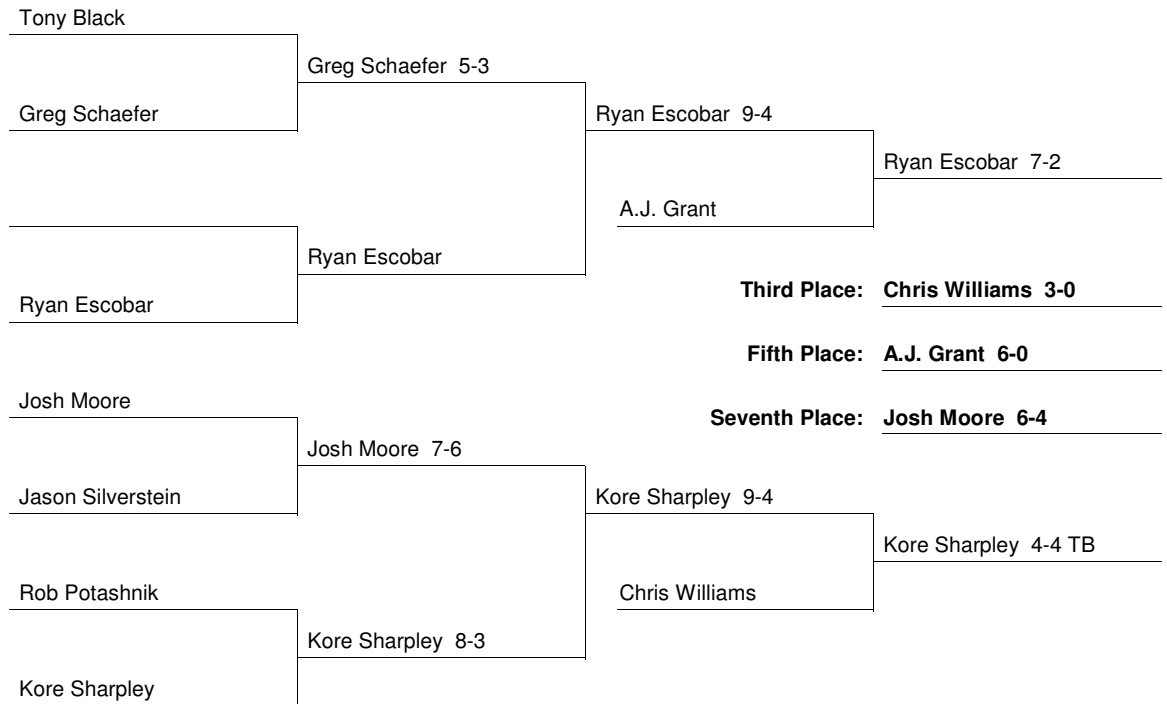 Tony Black
Greg Schaefer 5-3
Greg Schaefer
Ryan Escobar 9-4
Ryan Escobar 7-2
A.J. Grant
Ryan Escobar
Third Place: Chris Williams 3-0
Ryan Escobar
Fifth Place: A.J. Grant 6-0
Josh Moore
Seventh Place: Josh Moore 6-4
Josh Moore 7-6
Jason Silverstein
Kore Sharpley 9-4
Kore Sharpley 4-4 TB
Rob Potashnik
Chris Williams
Kore Sharpley 8-3
Kore Sharpley